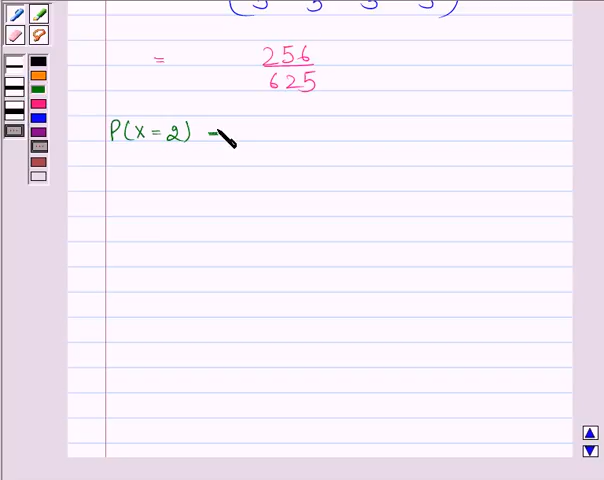 = 256/625
P(X = 2) -